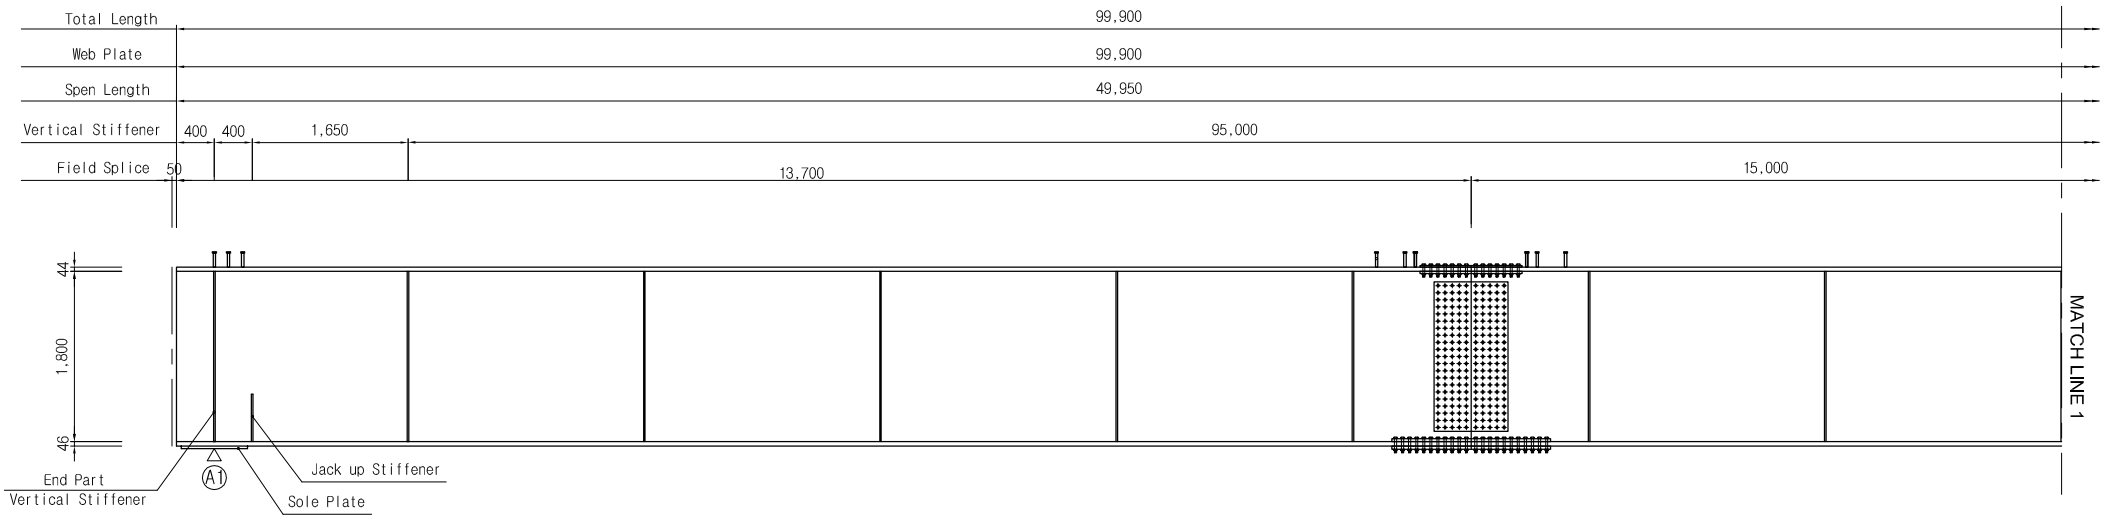 Total Length 99,900
Web Plate 99,900
Spen Length 49,950
Vertical Stiffener 400 400 1,650 95,000
Field Splice 50 13,700 15,000
44
1,800
46
MATCH LINE 1
A1
Jack up Stiffener
End Part
Vertical Stiffener
Sole Plate